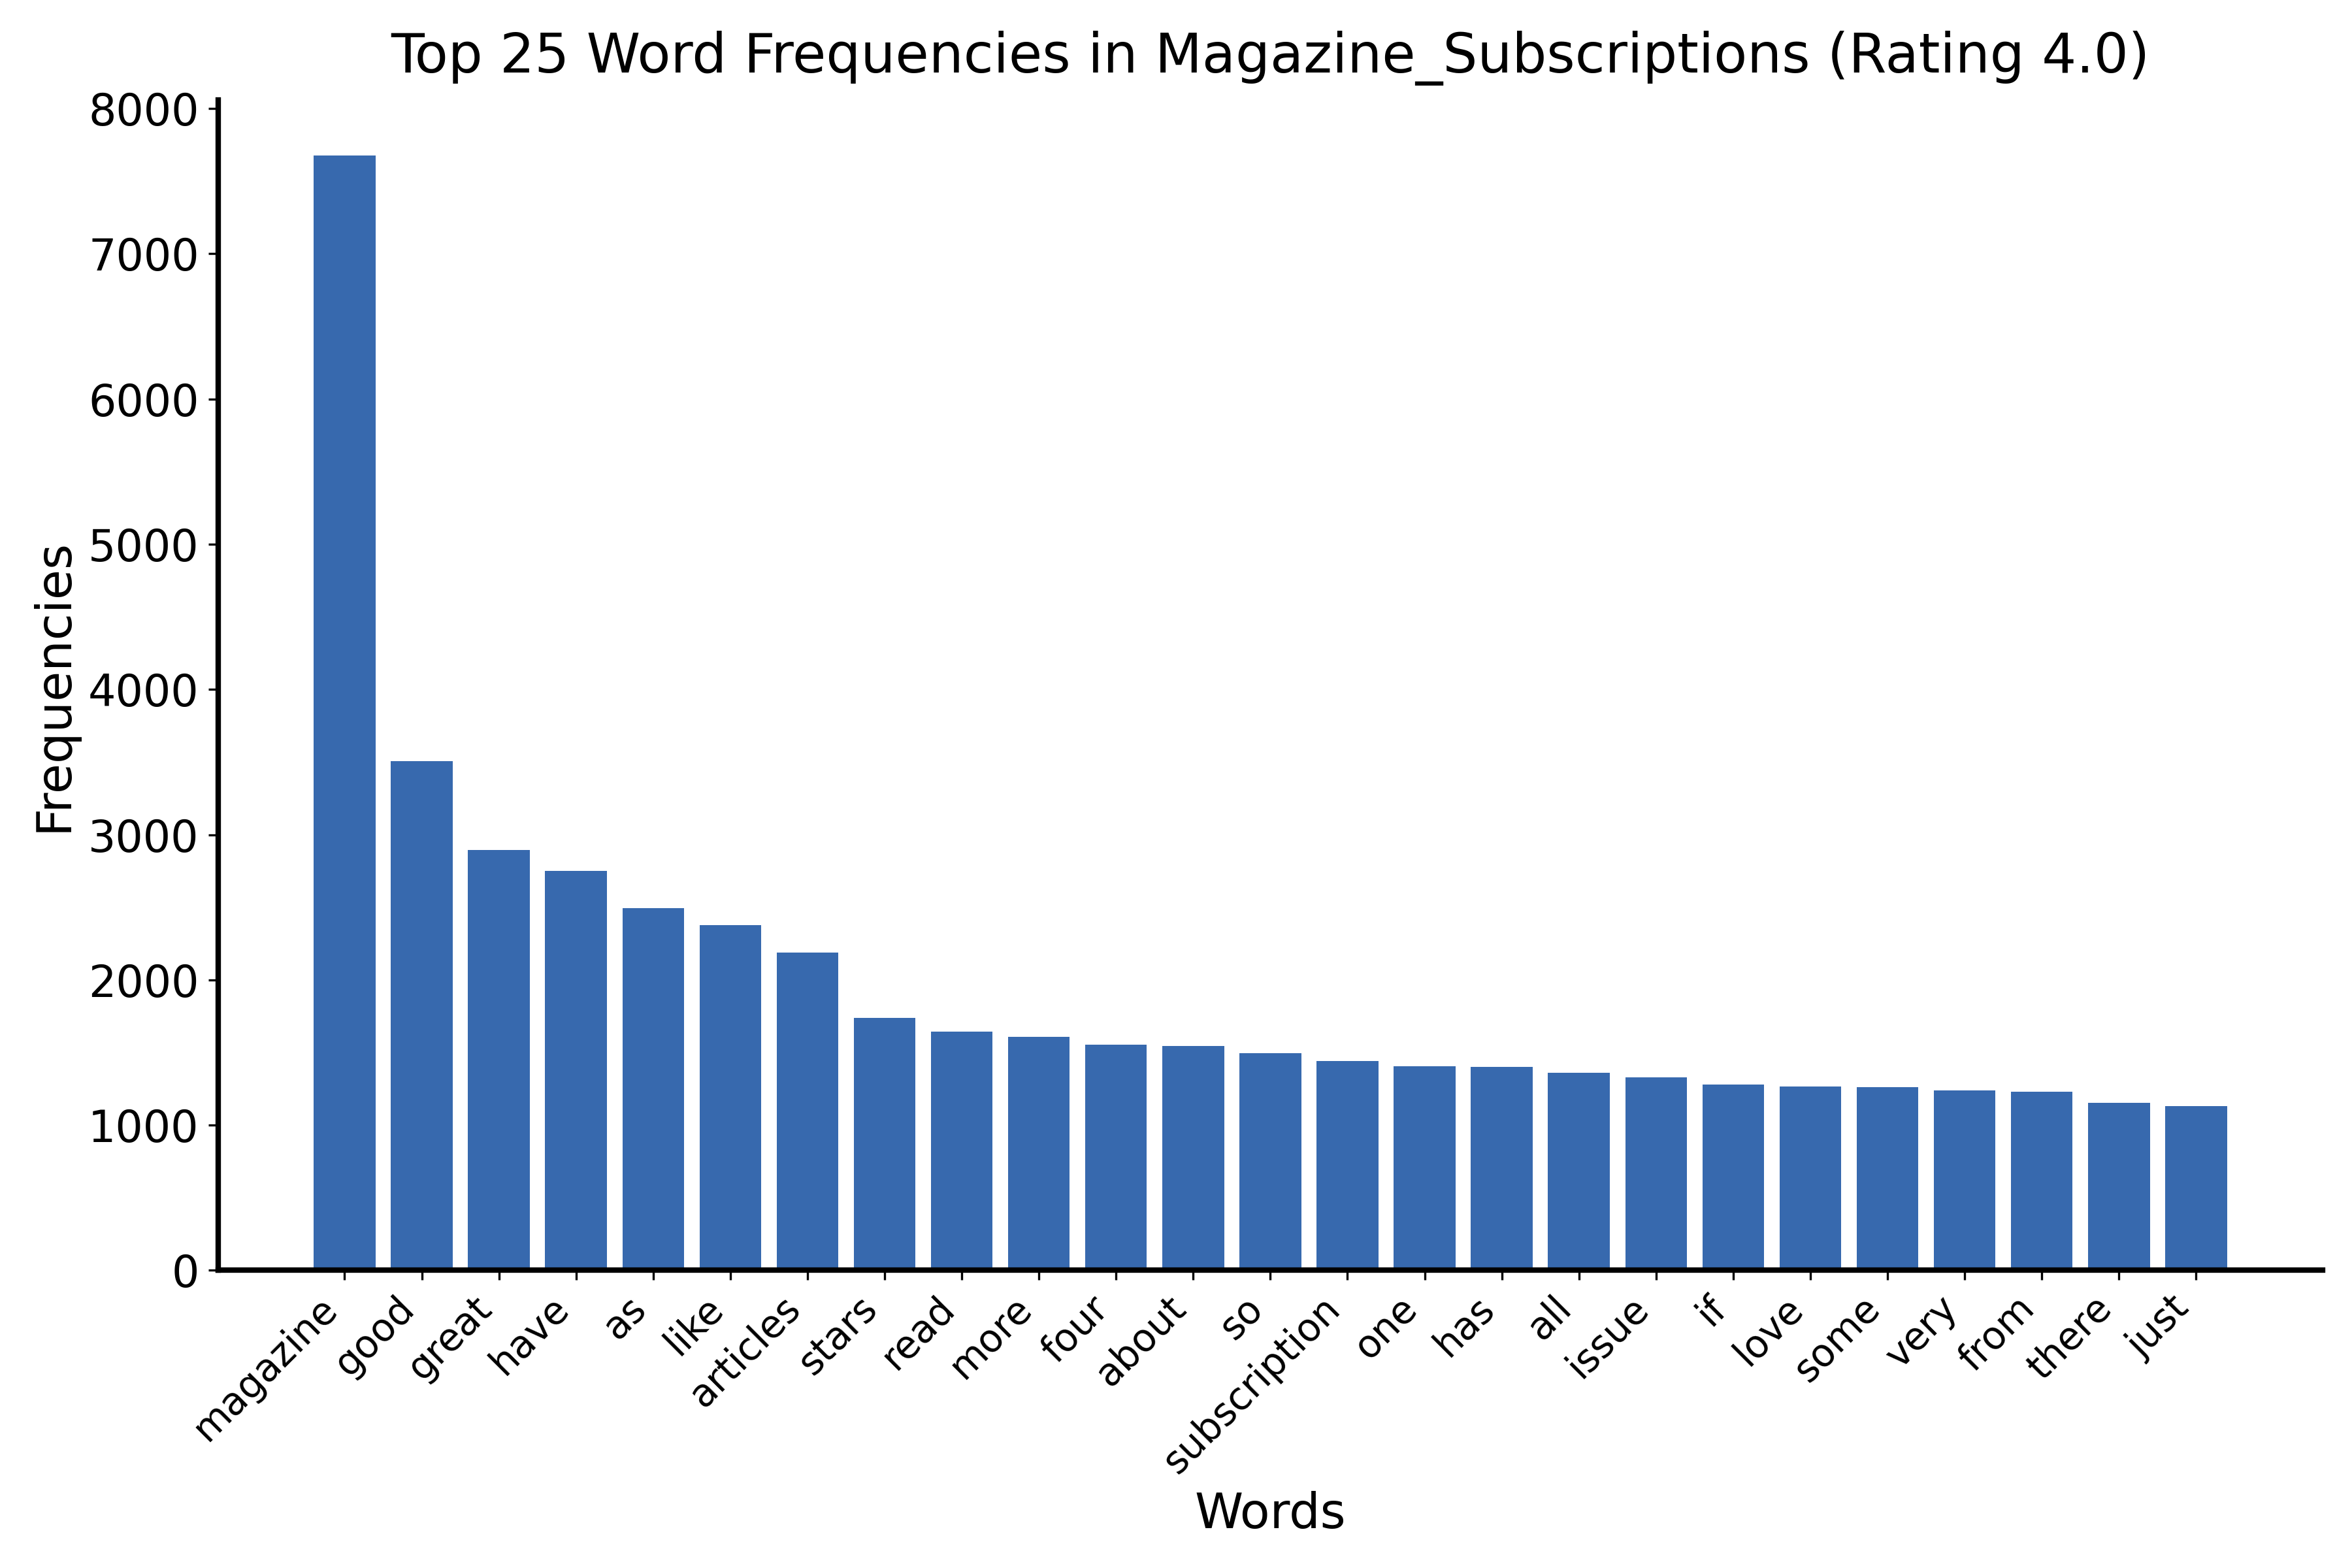 Top 25 Word Frequencies in Magazine_Subscriptions (Rating 4.0)
Frequencies
8000
7000
6000
5000
4000
3000
2000
1000
0
magazine
good
great
have
as
like
articles
stars
read
more
four
about
so
subscription
one
has
all
issue
if
love
some
very
from
there
just
Words